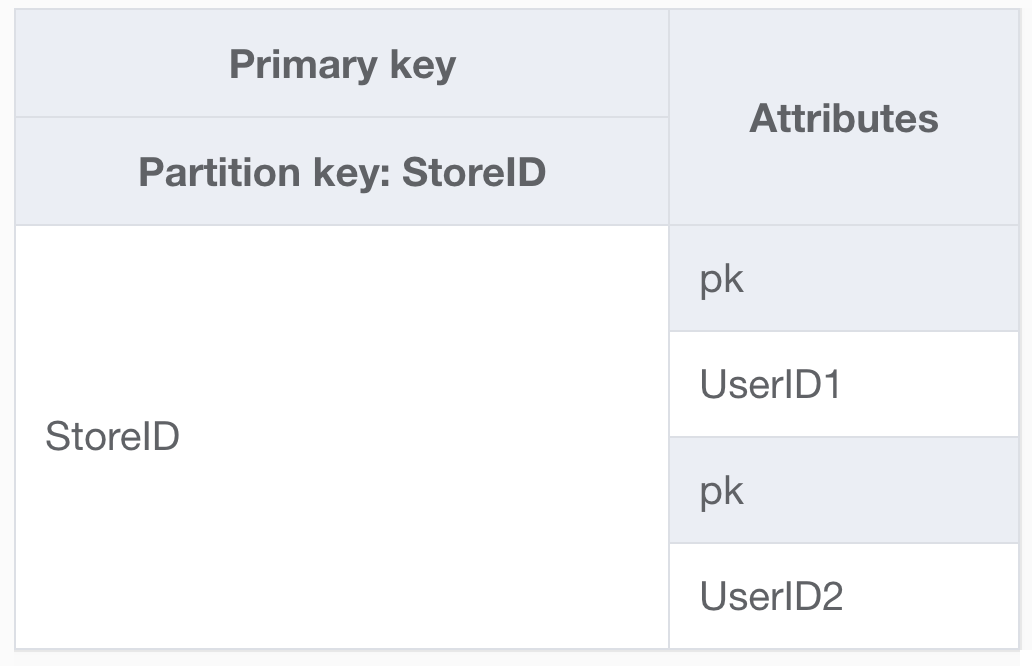 Primary key
Attributes
Partition key: StoreID
StoreID
pk
UserID1
pk
UserID2